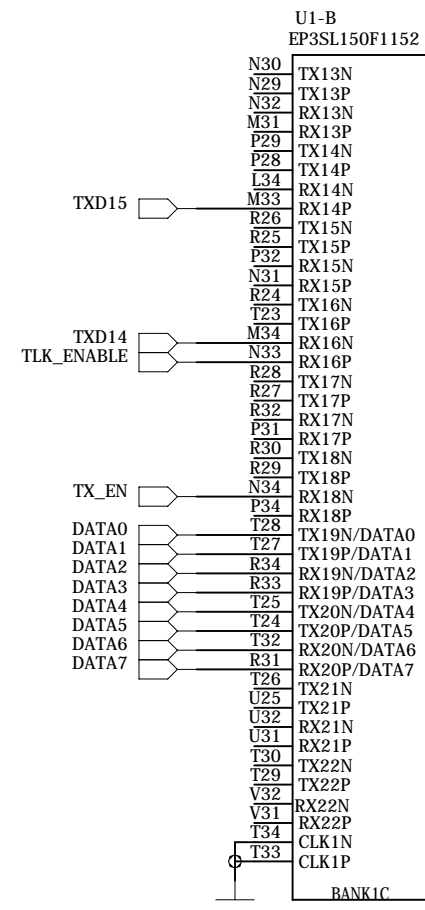 U1-B
EP3SL150F1152
N30 TX13N
N29 TX13P
N32 RX13N
M31 RX13P
P29 TX14N
P28 TX14P
L34 RX14N
TXD15 M33 RX14P
R26 TX15N
R25 TX15P
P32 RX15N
N31 RX15P
R24 TX16N
T23 TX16P
TXD14 M34 RX16N
TLK_ENABLE N33 RX16P
R28 TX17N
R27 TX17P
R32 RX17N
P31 RX17P
R30 TX18N
R29 TX18P
TX_EN N34 RX18N
P34 RX18P
DATA0 T28 TX19N/DATA0
DATA1 T27 TX19P/DATA1
DATA2 R34 RX19N/DATA2
DATA3 R33 RX19P/DATA3
DATA4 T25 TX20N/DATA4
DATA5 T24 TX20P/DATA5
DATA6 T32 RX20N/DATA6
DATA7 R31 RX20P/DATA7
T26 TX21N
U25 TX21P
U32 RX21N
U31 RX21P
T30 TX22N
T29 TX22P
V32 RX22N
V31 RX22P
T34 CLK1N
T33 CLK1P
BANK1C